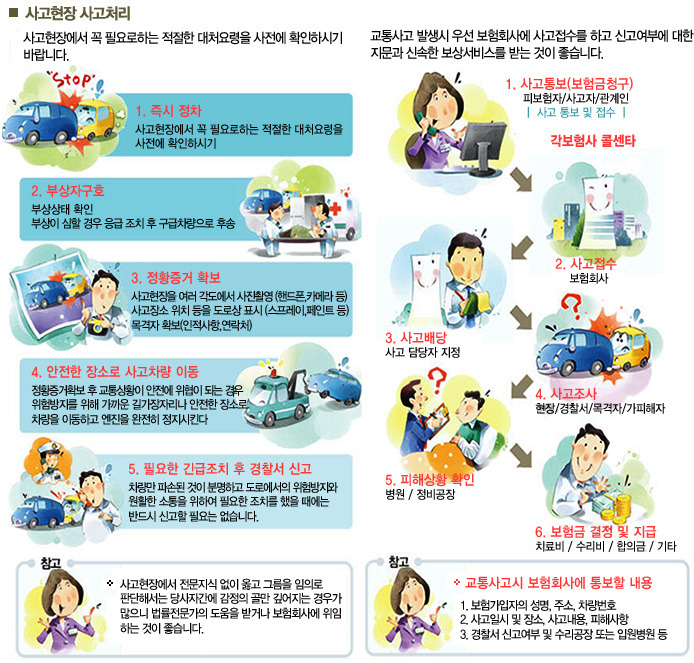 사고현장 사고처리
사고현장에서 꼭 필요로하는 적절한 대처요령을 사전에 확인하시기
바랍니다.
"STOP"
1. 즉시 정차
사고현장에서 꼭 필요로하는 적절한 대처요령을
사전에 확인하시기
2. 부상자구호
부상상태 확인
부상이 심할 경우 응급 조치 후 구급차량으로 후송
3. 정황증거 확보
사고현장을 여러 각도에서 사진촬영 (핸드폰,카메라 등)
사고장소 위치 등을 도로상 표시 (스프레이,페인트 등)
목격자 확보(인적사항,연락처)
4. 안전한 장소로 사고차량 이동
정황증거확보 후 교통상황이 안전에 위협이 되는 경우
위험방지를 위해 가까운 길가장자리나 안전한 장소로
차량을 이동하고 엔진을 완전히 정지시킨다
5. 필요한 긴급조치 후 경찰서 신고
차량만 파손된 것이 분명하고 도로에서의 위험방지와
원활한 소통을 위하여 필요한 조치를 했을 때에는
반드시 신고할 필요는 없습니다.
참고
❖ 사고현장에서 전문지식 없이 옳고 그름을 임의로
판단해서는 당사자간에 감정의 골만 깊어지는 경우가
많으니 법률전문가의 도움을 받거나 보험회사에 위임
하는 것이 좋습니다.
교통사고 발생시 우선 보험회사에 사고접수를 하고 신고여부에 대한
지문과 신속한 보상서비스를 받는 것이 좋습니다.
1. 사고통보(보험금청구)
피보험자/사고자/관계인
| 사고 통보 및 접수 |
각보험사 콜센타
2. 사고접수
보험회사
3. 사고배당
사고 담당자 지정
4. 사고조사
현장/경찰서/목격자/가피해자
5. 피해상황 확인
병원 / 정비공장
6. 보험금 결정 및 지급
치료비 / 수리비 / 합의금 / 기타
참고
❖ 교통사고시 보험회사에 통보할 내용
1. 보험가입자의 성명, 주소, 차량번호
2. 사고일시 및 장소, 사고내용, 피해사항
3. 경찰서 신고여부 및 수리공장 또는 입원병원 등